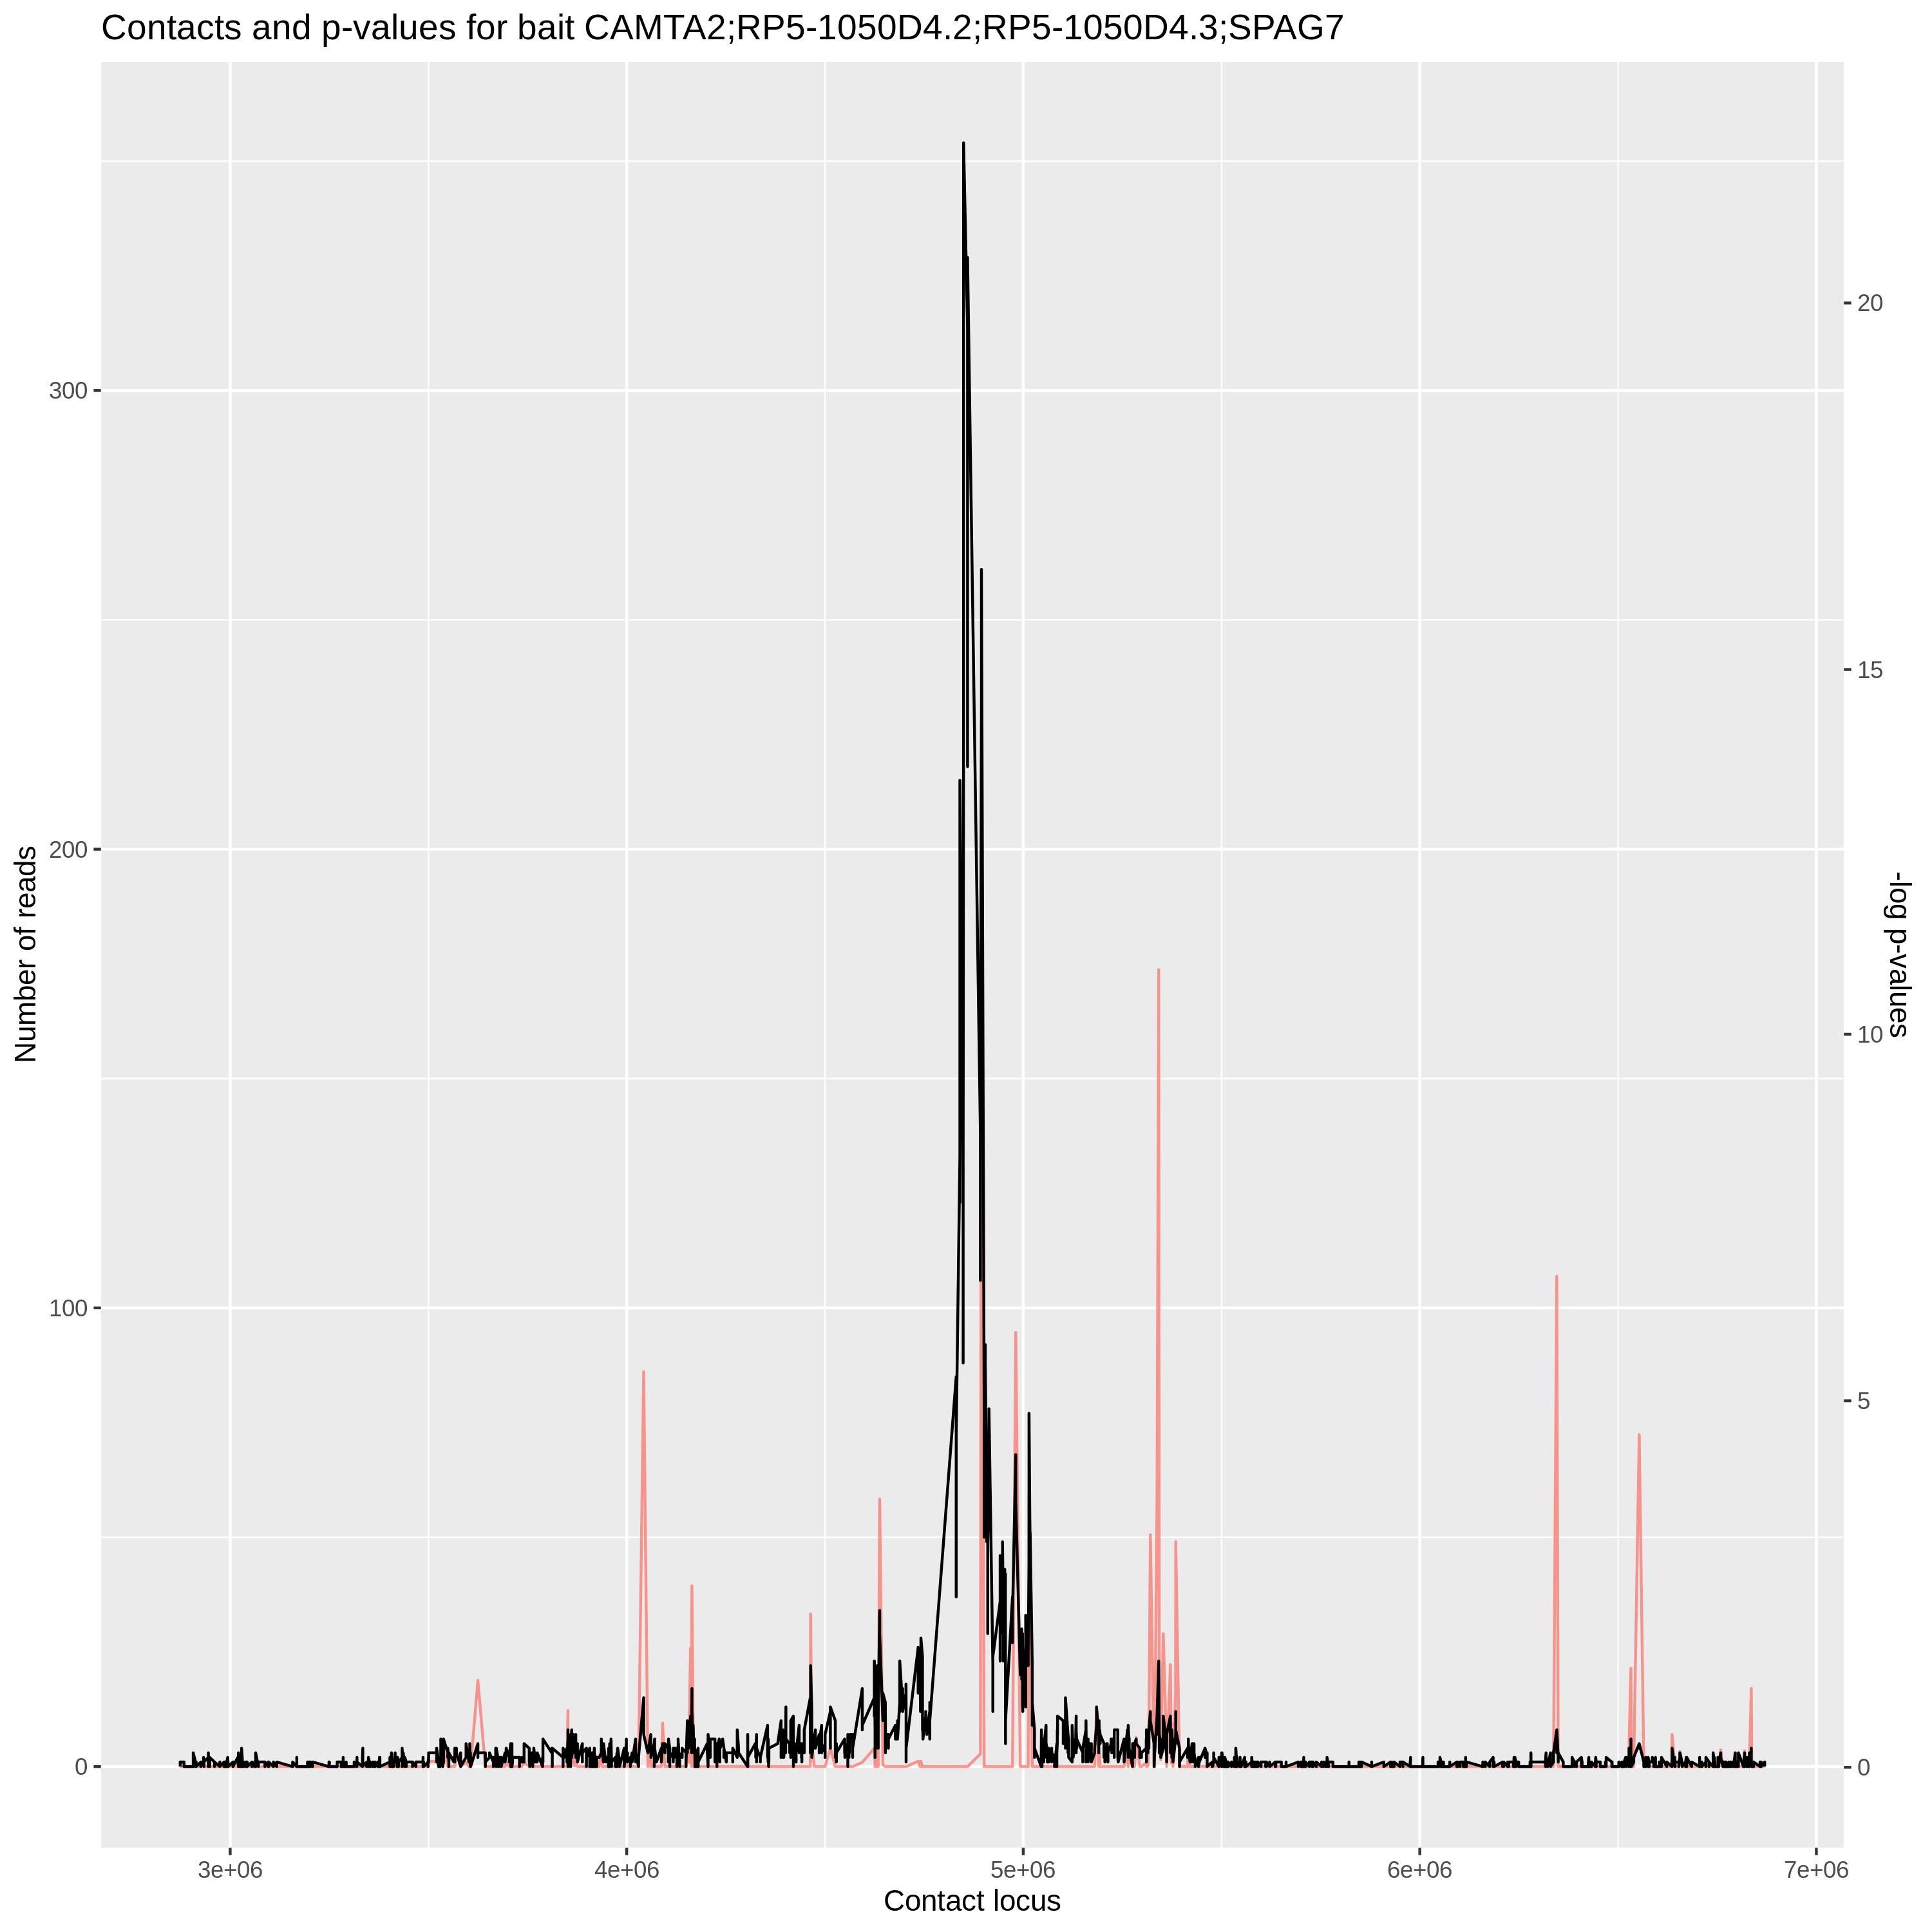 Contacts and p-values for bait CAMTA2;RP5-1050D4.2;RP5-1050D4.3;SPAG7
Number of reads
300
200
100
0
20
15
10
5
0
-log p-values
3e+06
4e+06
5e+06
6e+06
7e+06
Contact locus